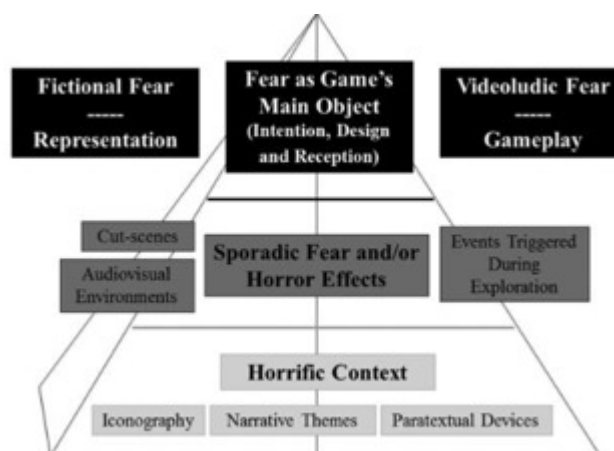 Fictional Fear
-----
Representation
Fear as Game's
Main Object
(Intention, Design
and Reception)
Videoludic Fear
-----
Gameplay
Cut-scenes
Audiovisual
Environments
Sporadic Fear and/or
Horror Effects
Events Triggered
During
Exploration
Horrific Context
Iconography
Narrative Themes
Paratextual Devices